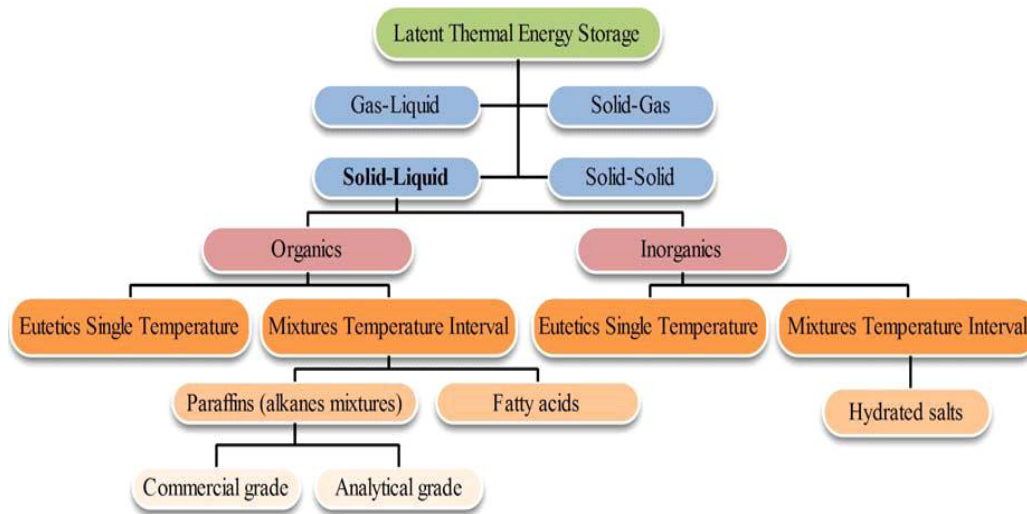 Latent Thermal Energy Storage
Gas-Liquid
Solid-Gas
Solid-Liquid
Solid-Solid
Organics
Inorganics
Eutetics Single Temperature
Mixtures Temperature Interval
Eutetics Single Temperature
Mixtures Temperature Interval
Paraffins (alkanes mixtures)
Fatty acids
Hydrated salts
Commercial grade
Analytical grade